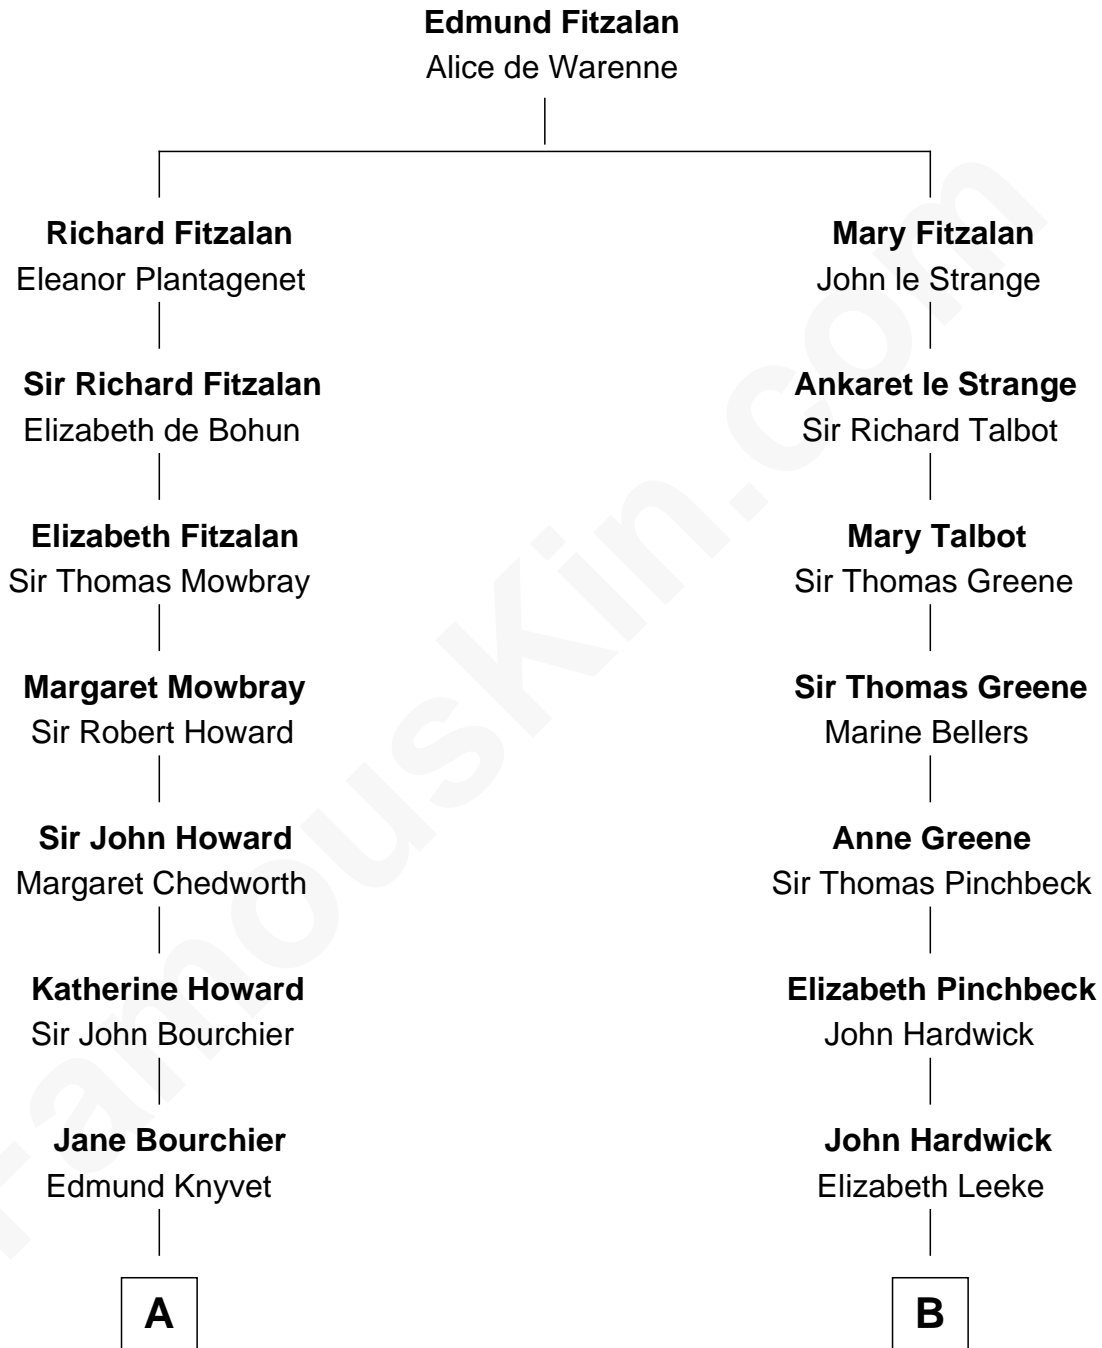 Edmund Fitzalan
Alice de Warenne
Richard Fitzalan
Eleanor Plantagenet
Mary Fitzalan
John le Strange
Sir Richard Fitzalan
Elizabeth de Bohun
Ankaret le Strange
Sir Richard Talbot
Elizabeth Fitzalan
Sir Thomas Mowbray
Mary Talbot
Sir Thomas Greene
Margaret Mowbray
Sir Robert Howard
Sir Thomas Greene
Marine Bellers
Sir John Howard
Margaret Chedworth
Anne Greene
Sir Thomas Pinchbeck
Katherine Howard
Sir John Bourchier
Elizabeth Pinchbeck
John Hardwick
Jane Bourchier
Edmund Knyvet
John Hardwick
Elizabeth Leeke
A
B
FamousKin.com